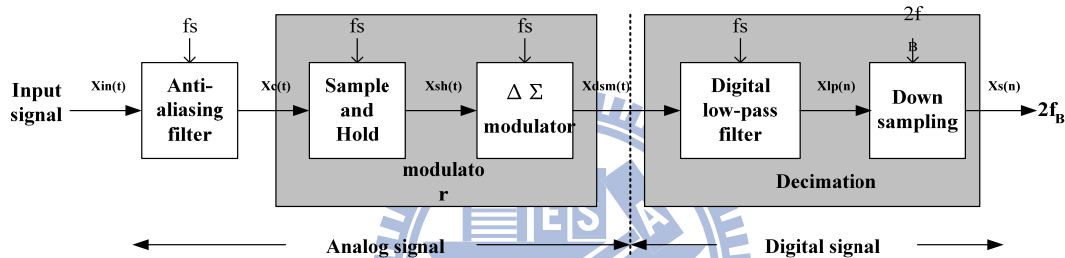 fs
fs
fs
fs
2f
B
Input
signal
Xin(t)
Anti-
aliasing
filter
Xc(t)
Sample
and
Hold
Xsh(t)
Δ Σ
modulator
Xdsm(t)
Digital
low-pass
filter
Xlp(n)
Down
sampling
Xs(n)
2fB
modulato
r
Decimation
ESA
Analog signal
Digital signal